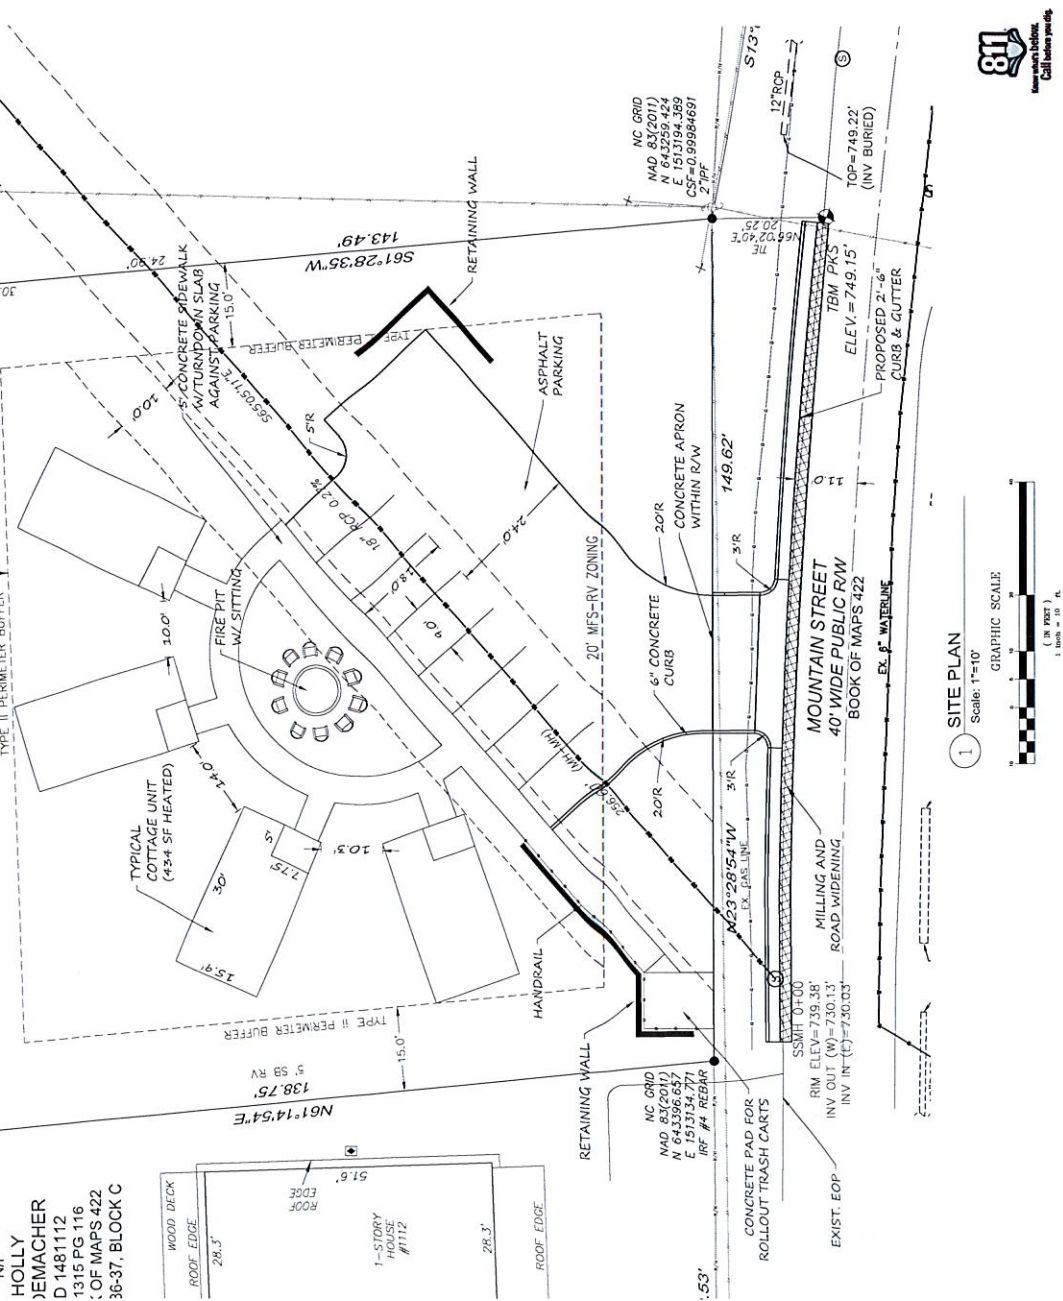 811
Know what's below.
Call before you dig.
NC GRID
NAD 83(2011)
N 643259.424
E 1513194.389
CSF=0.99984691
2"IPF
12"RCP
TOP=749.22'
(INV BURIED)
RETAINING WALL
S61°28'35"W
143.49'
24.90'
5' CONCRETE SIDEWALK
W/TURNDOWN SLAB
AGAINST PARKING
15.0'
TYPE II PERIMETER BUFFER
S65°05'11"E
10.0'
5'R
ASPHALT
PARKING
N66°02'40"E
20.25'
TIE
TBM PKS
ELEV.=749.15'
PROPOSED 2'-6"
CURB & GUTTER
18" RCP
24.0'
18.0'
9.0'
20'R
CONCRETE APRON
WITHIN R/W
149.62'
3'R
11.0'
20' MFS-RV ZONING
6" CONCRETE
CURB
FIRE PIT
W/ SITTING
10.0'
TYPE II PERIMETER BUFFER
14.0'
TYPICAL
COTTAGE UNIT
(434 SF HEATED)
5'
7.75'
30'
15.9'
10.3'
(MH-MH)
20'R
3'R
N23°28'54"W
EX. GAS LINE
MOUNTAIN STREET
40' WIDE PUBLIC R/W
BOOK OF MAPS 422
EX. 6" WATERLINE
MILLING AND
ROAD WIDENING
HANDRAIL
SSMH 0+00
RIM ELEV=739.38'
INV OUT (W)=730.13'
INV IN (E)=730.03'
RETAINING WALL
TYPE II PERIMETER BUFFER
15.0'
5' SB RV
138.75'
N61°14'54"E
NC GRID
NAD 83(2011)
N 643396.657
E 1513134.771
IRF #4 REBAR
CONCRETE PAD FOR
ROLLOUT TRASH CARTS
EXIST. EOP
HOLLY
36-37, BLOCK C
WOOD DECK
ROOF EDGE
28.3'
ROOF
EDGE
51.6'
1-STORY
HOUSE
#1112
28.3'
ROOF EDGE
1
SITE PLAN
Scale: 1"=10'
GRAPHIC SCALE
( IN FEET )
1 inch = 10 ft.